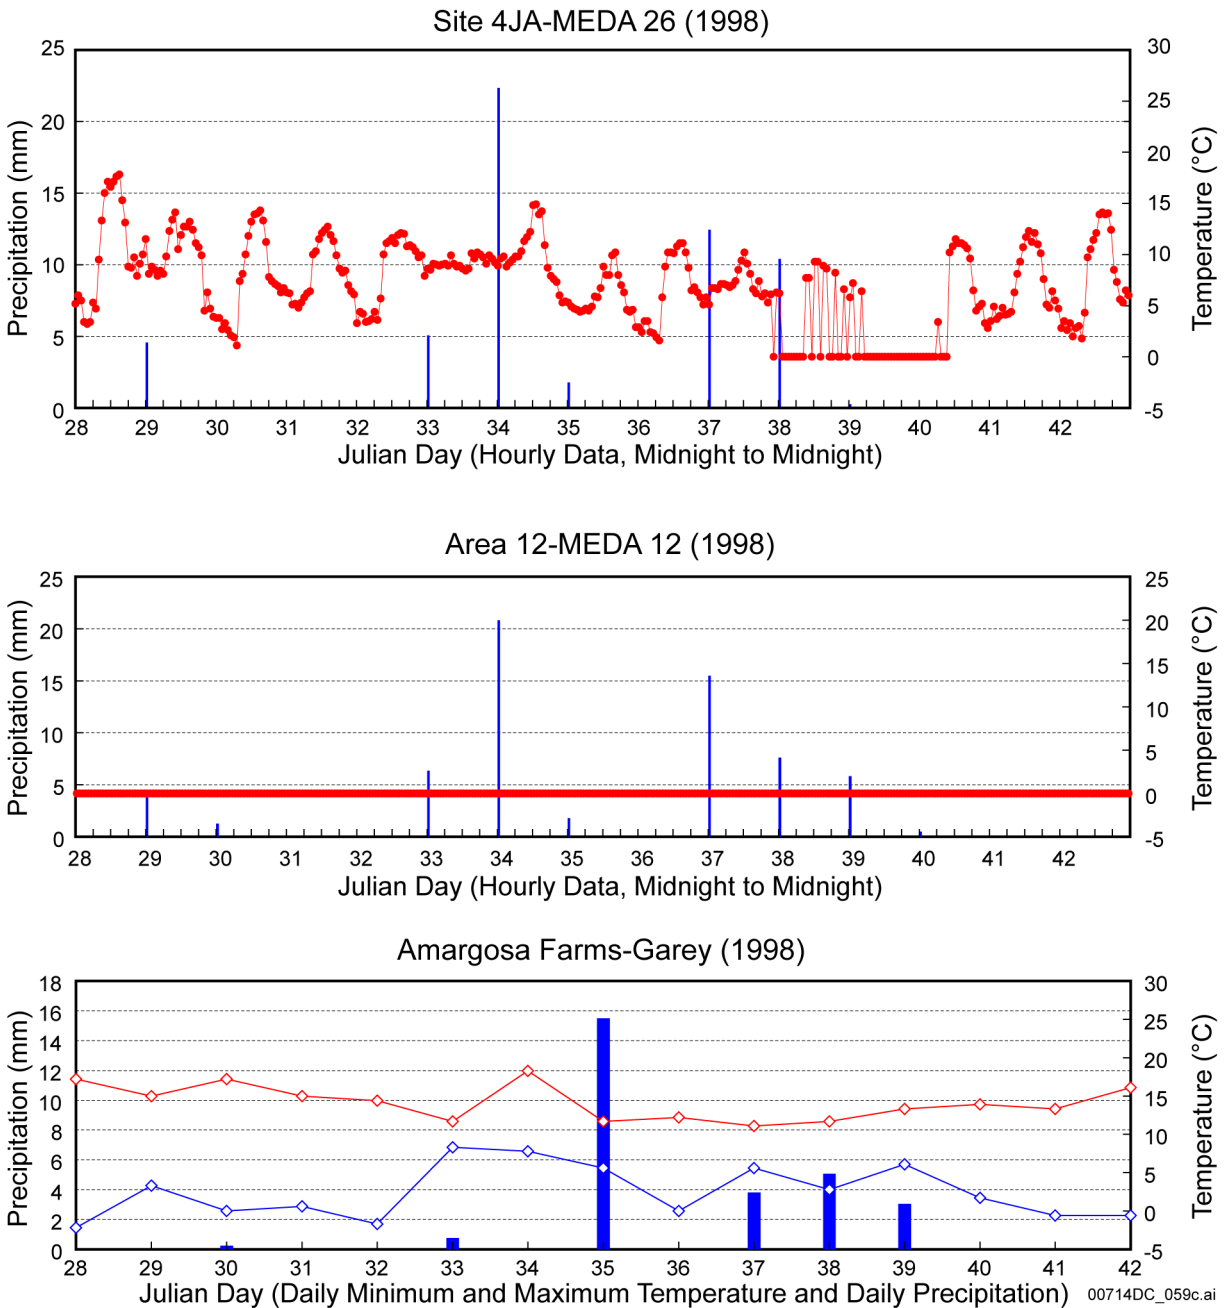 Site 4JA-MEDA 26 (1998)
Precipitation (mm)
25
20
15
10
5
0
30
25
20
15
10
5
0
-5
Temperature (°C)
28 29 30 31 32 33 34 35 36 37 38 39 40 41 42
Julian Day (Hourly Data, Midnight to Midnight)
Area 12-MEDA 12 (1998)
Precipitation (mm)
25
20
15
10
5
0
25
20
15
10
5
0
-5
Temperature (°C)
28 29 30 31 32 33 34 35 36 37 38 39 40 41 42
Julian Day (Hourly Data, Midnight to Midnight)
Amargosa Farms-Garey (1998)
Precipitation (mm)
18
16
14
12
10
8
6
4
2
0
30
25
20
15
10
5
0
-5
Temperature (°C)
28 29 30 31 32 33 34 35 36 37 38 39 40 41 42
Julian Day (Daily Minimum and Maximum Temperature and Daily Precipitation)
00714DC_059c.ai